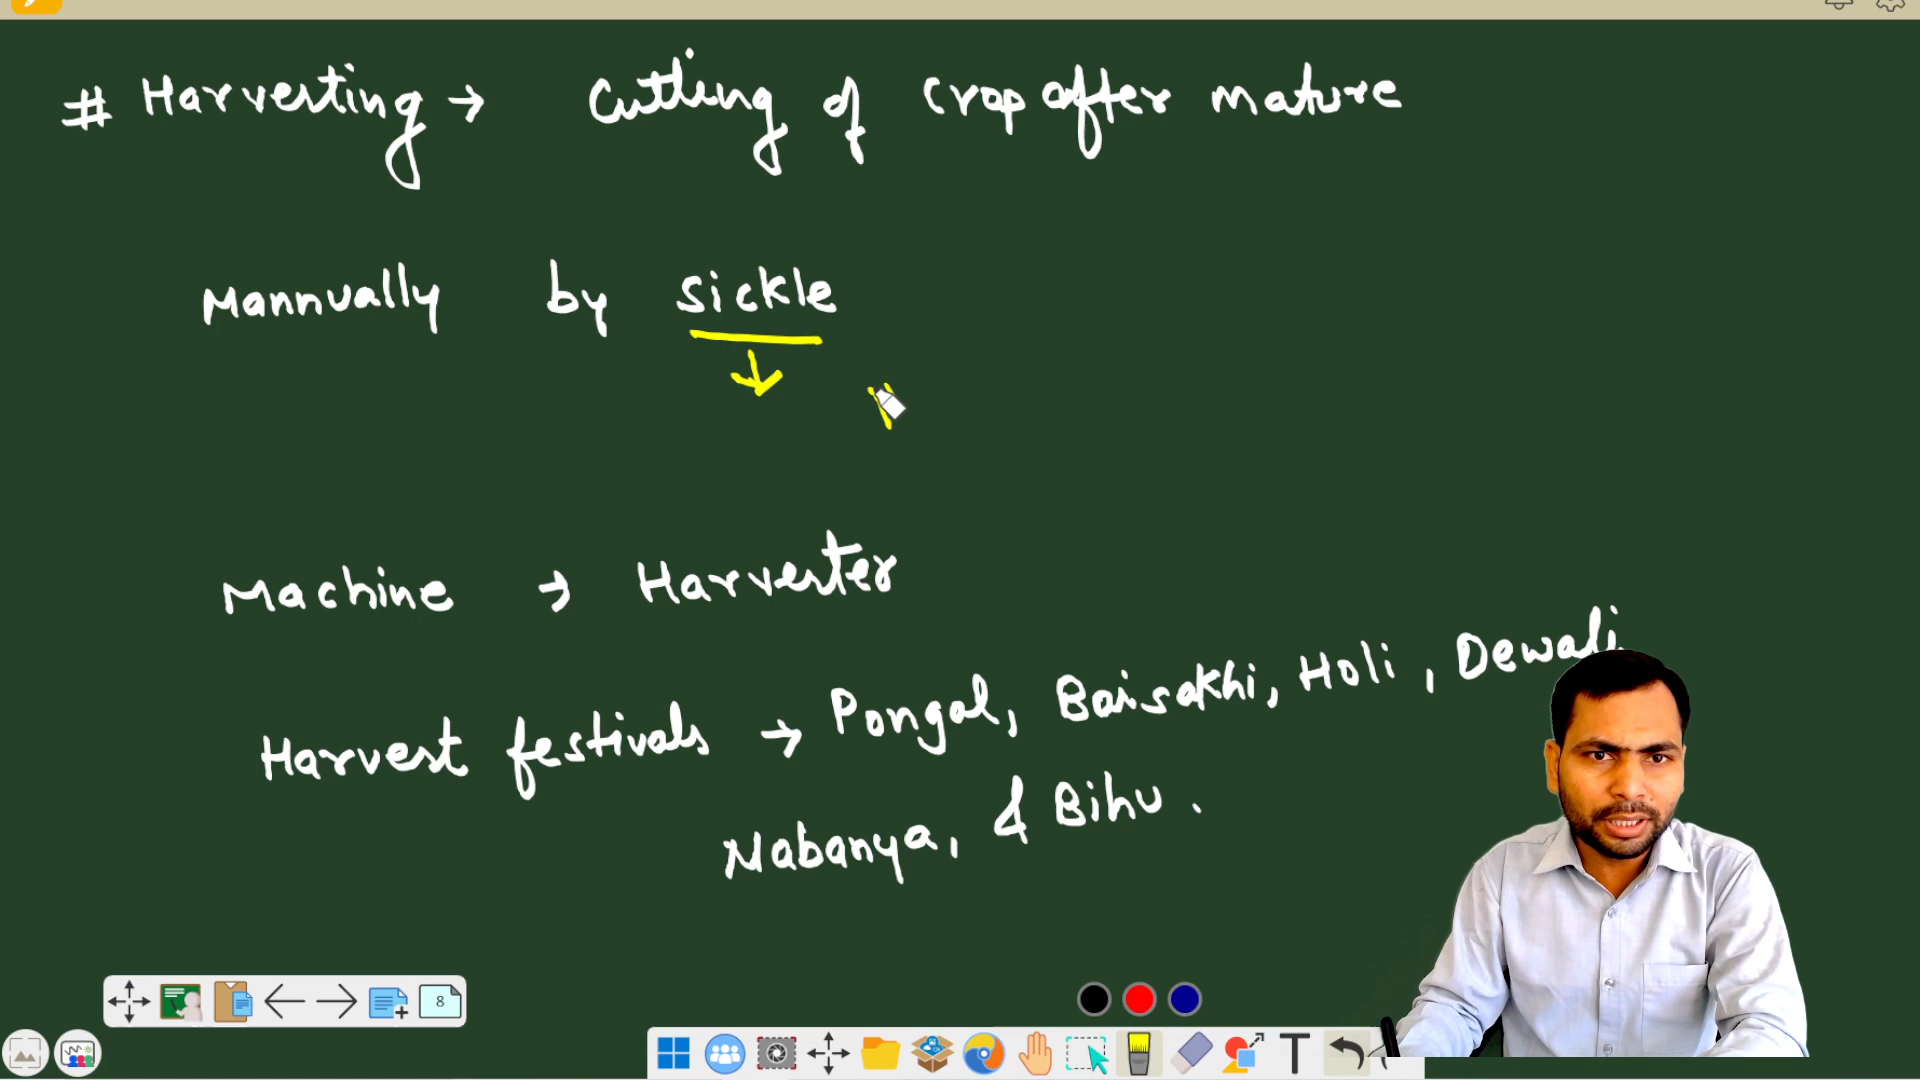 # Harvesting → Cutting of crop after mature
Mannually by sickle
Machine → Harvester
Harvest festivals → Pongal, Baisakhi, Holi, Dewali
Nabanya, & Bihu.
8
T